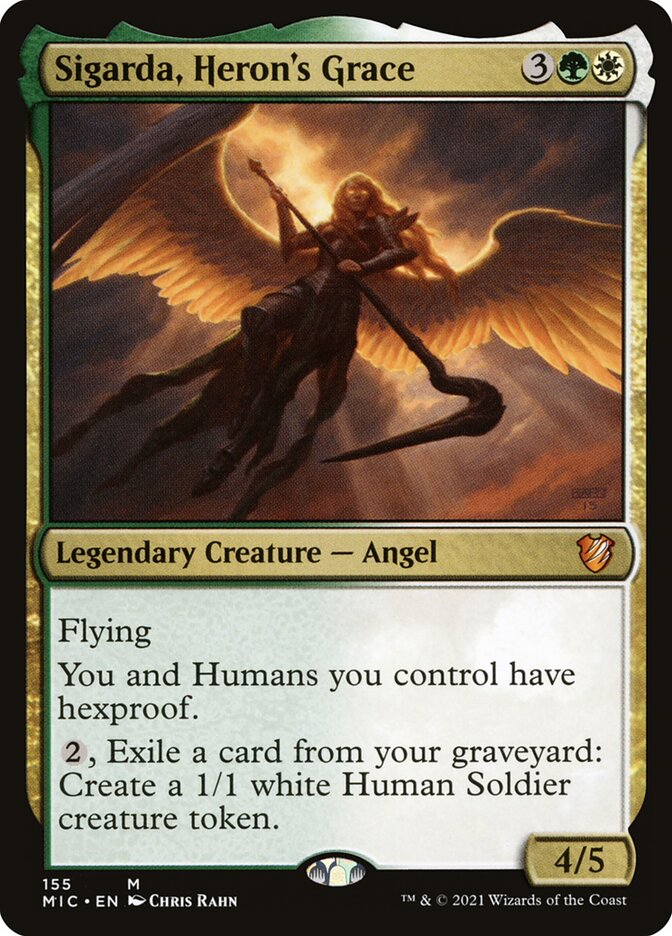 Sigarda, Heron's Grace 3
Legendary Creature — Angel
Flying
You and Humans you control have
hexproof.
2, Exile a card from your graveyard:
Create a 1/1 white Human Soldier
creature token.
4/5
155 M
MIC • EN Chris Rahn
™ & © 2021 Wizards of the Coast